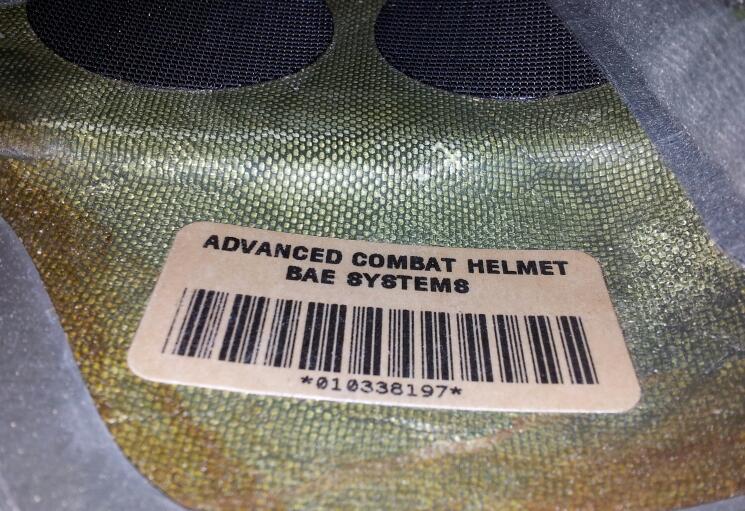 ADVANCED COMBAT HELMET
BAE SYSTEMS
*010338197*